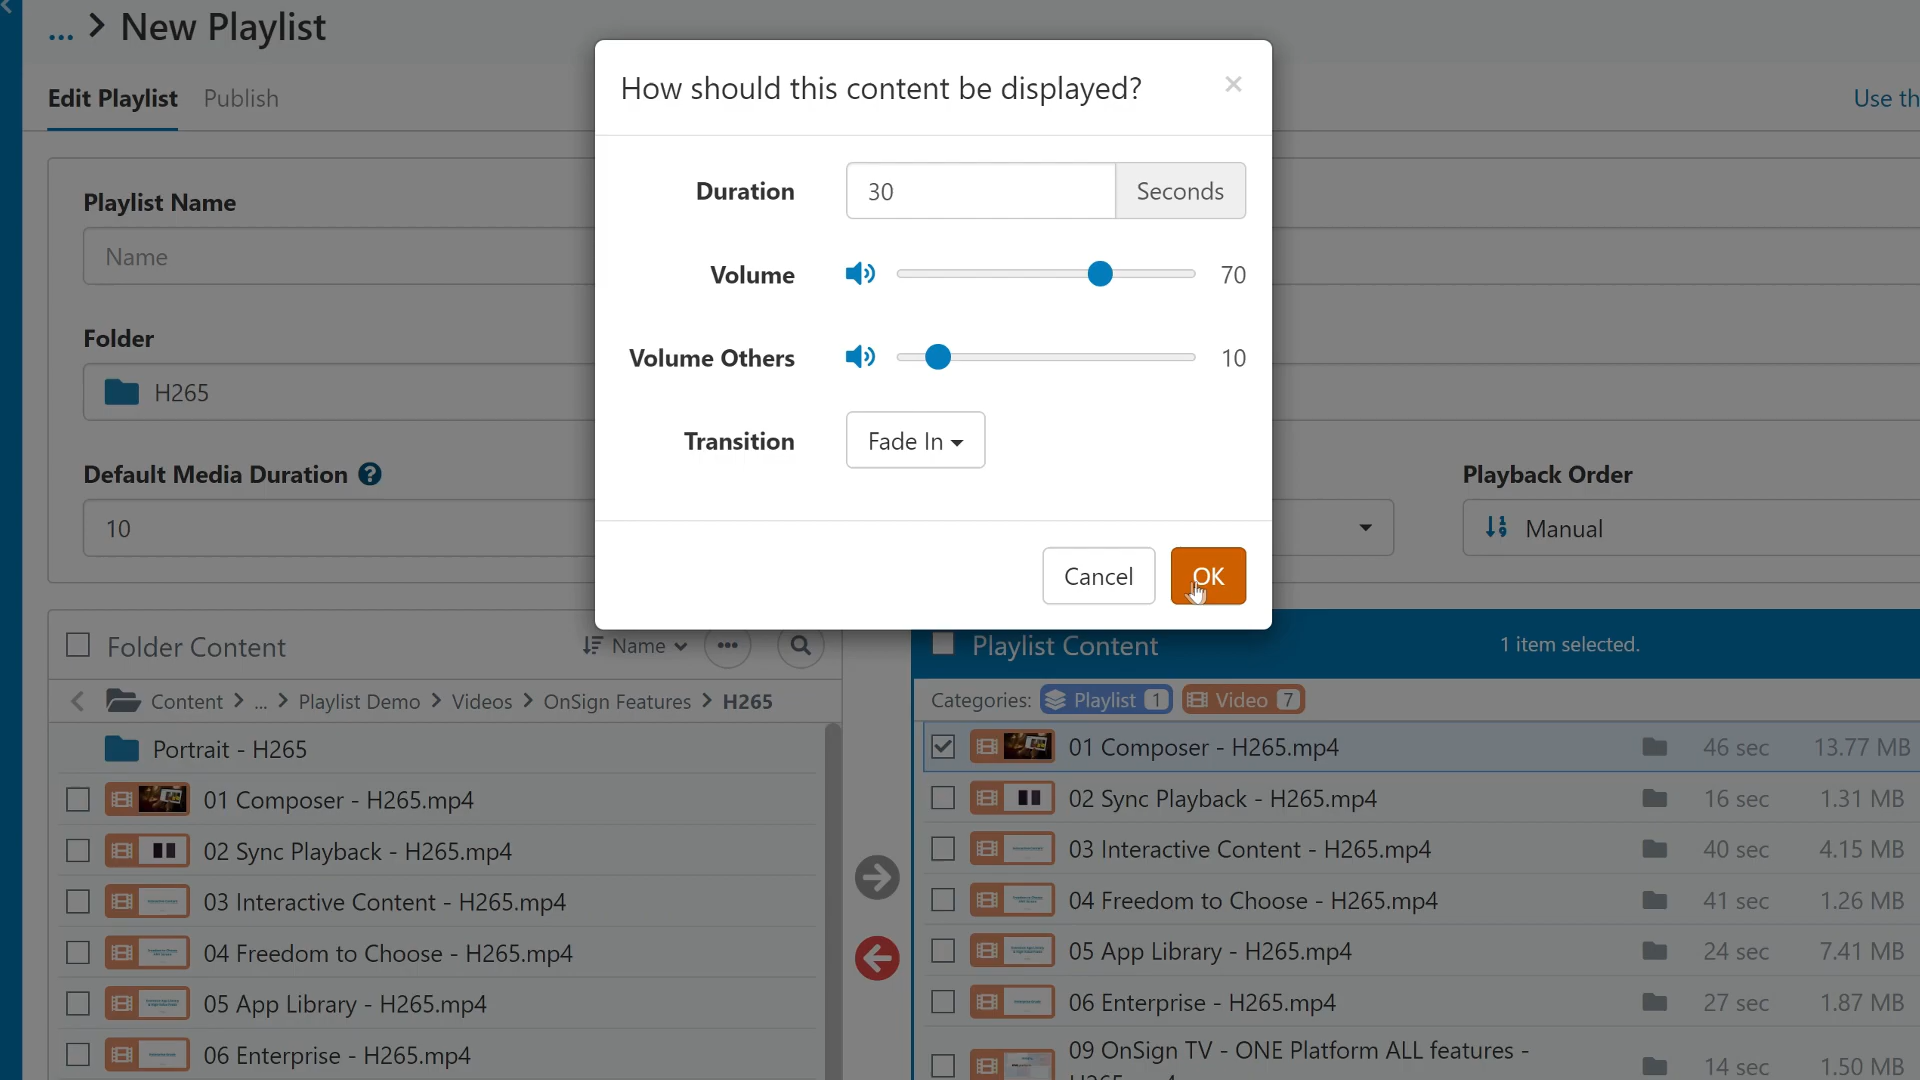 ... > New Playlist
Edit Playlist Publish
Use th
How should this content be displayed?
Duration 30 Seconds
Volume 70
Volume Others 10
Transition Fade In
Cancel OK
Playlist Name
Name
Folder
H265
Default Media Duration ?
10
Playback Order
Manual
Folder Content Name
Content > ... > Playlist Demo > Videos > OnSign Features > H265
Portrait - H265
01 Composer - H265.mp4
02 Sync Playback - H265.mp4
03 Interactive Content - H265.mp4
04 Freedom to Choose - H265.mp4
05 App Library - H265.mp4
06 Enterprise - H265.mp4
Playlist Content 1 item selected.
Categories: Playlist 1 Video 7
01 Composer - H265.mp4 46 sec 13.77 MB
02 Sync Playback - H265.mp4 16 sec 1.31 MB
03 Interactive Content - H265.mp4 40 sec 4.15 MB
04 Freedom to Choose - H265.mp4 41 sec 1.26 MB
05 App Library - H265.mp4 24 sec 7.41 MB
06 Enterprise - H265.mp4 27 sec 1.87 MB
09 OnSign TV - ONE Platform ALL features - 14 sec 1.50 MB